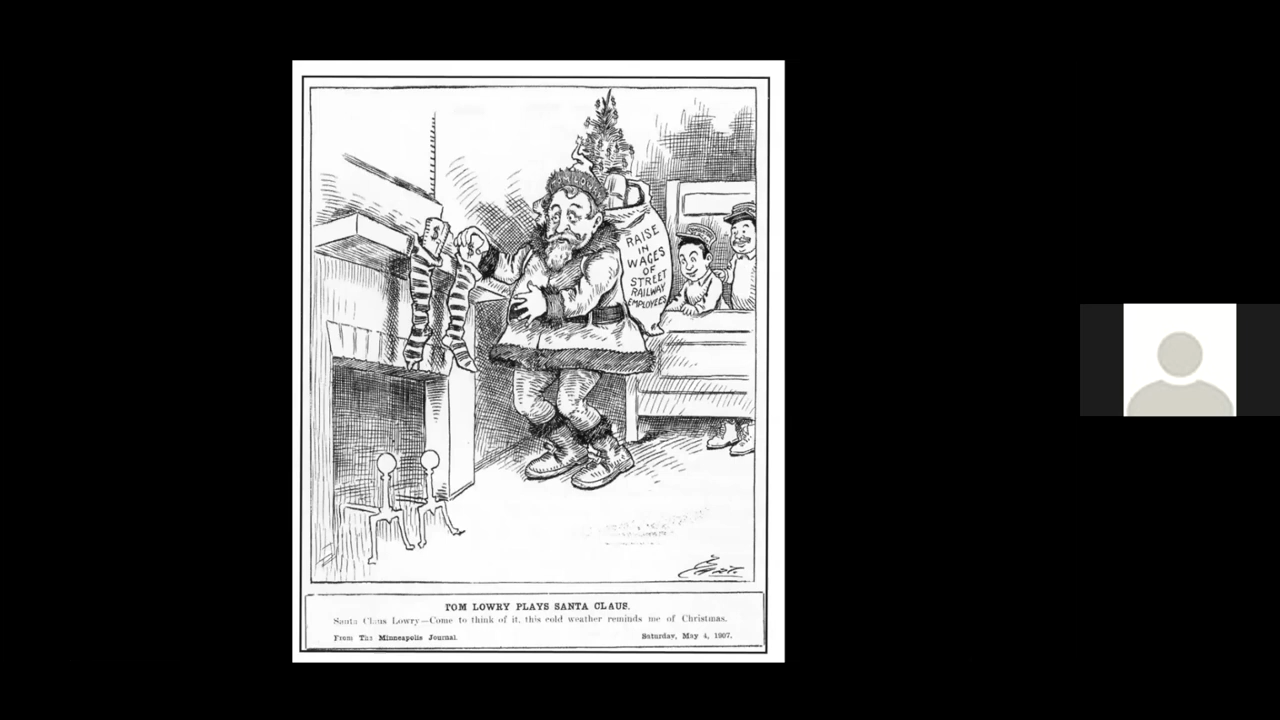 RAISE
IN
WAGES
OF
STREET
RAILWAY
EMPLOYEES
TOM LOWRY PLAYS SANTA CLAUS.
Santa Claus Lowry—Come to think of it, this cold weather reminds me of Christmas.
From The Minneapolis Journal. Saturday, May 4, 1907.